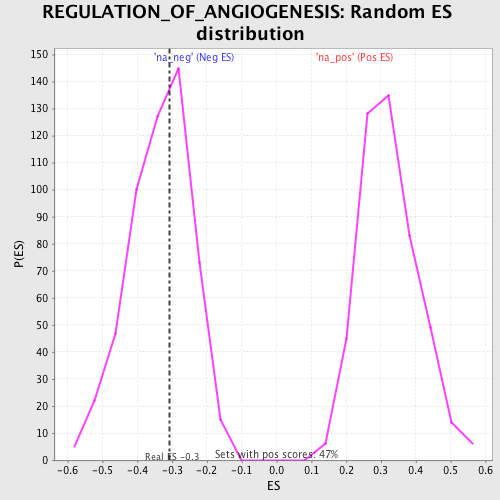 REGULATION_OF_ANGIOGENESIS: Random ES
distribution
'na_neg' (Neg ES)
'na_pos' (Pos ES)
150
140
130
120
110
100
90
80
70
60
50
40
30
20
10
0
P(ES)
Real ES -0.3
Sets with pos scores: 47%
-0.6 -0.5 -0.4 -0.3 -0.2 -0.1 0.0 0.1 0.2 0.3 0.4 0.5 0.6
ES